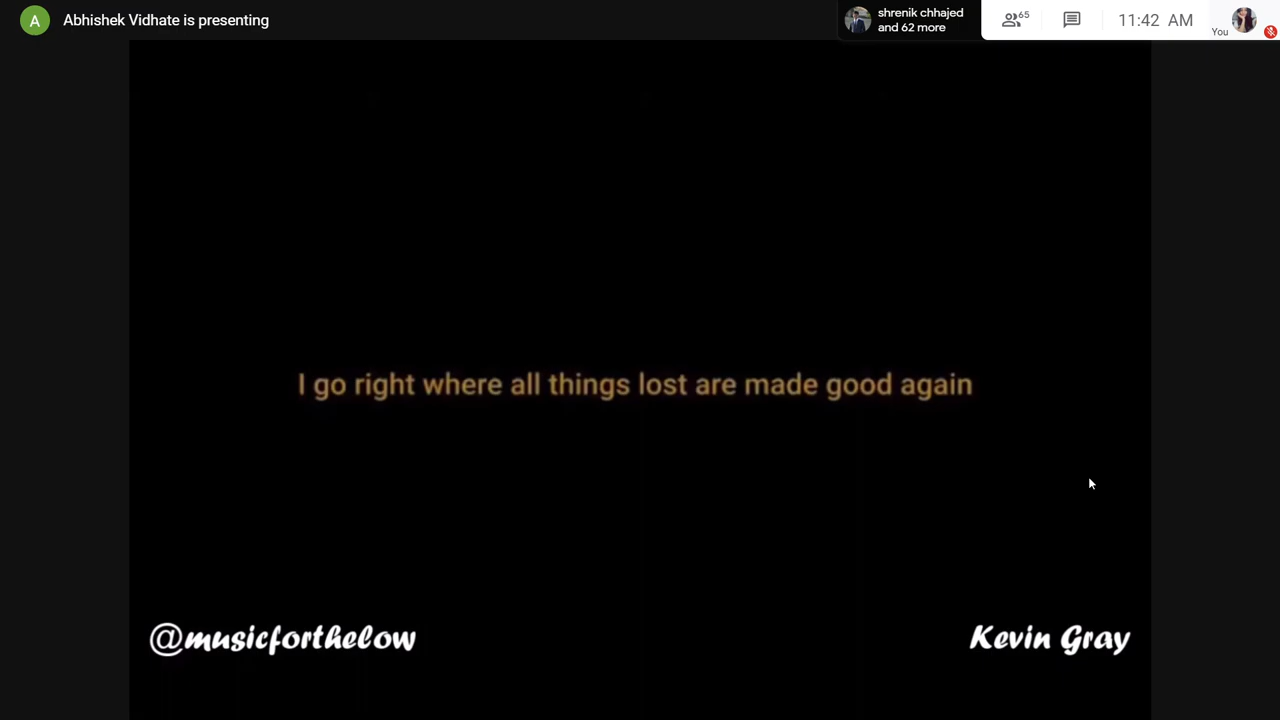 A
Abhishek Vidhate is presenting
shrenik chhajed
and 62 more
65
11:42 AM
You
I go right where all things lost are made good again
@musicforthelow
Kevin Gray